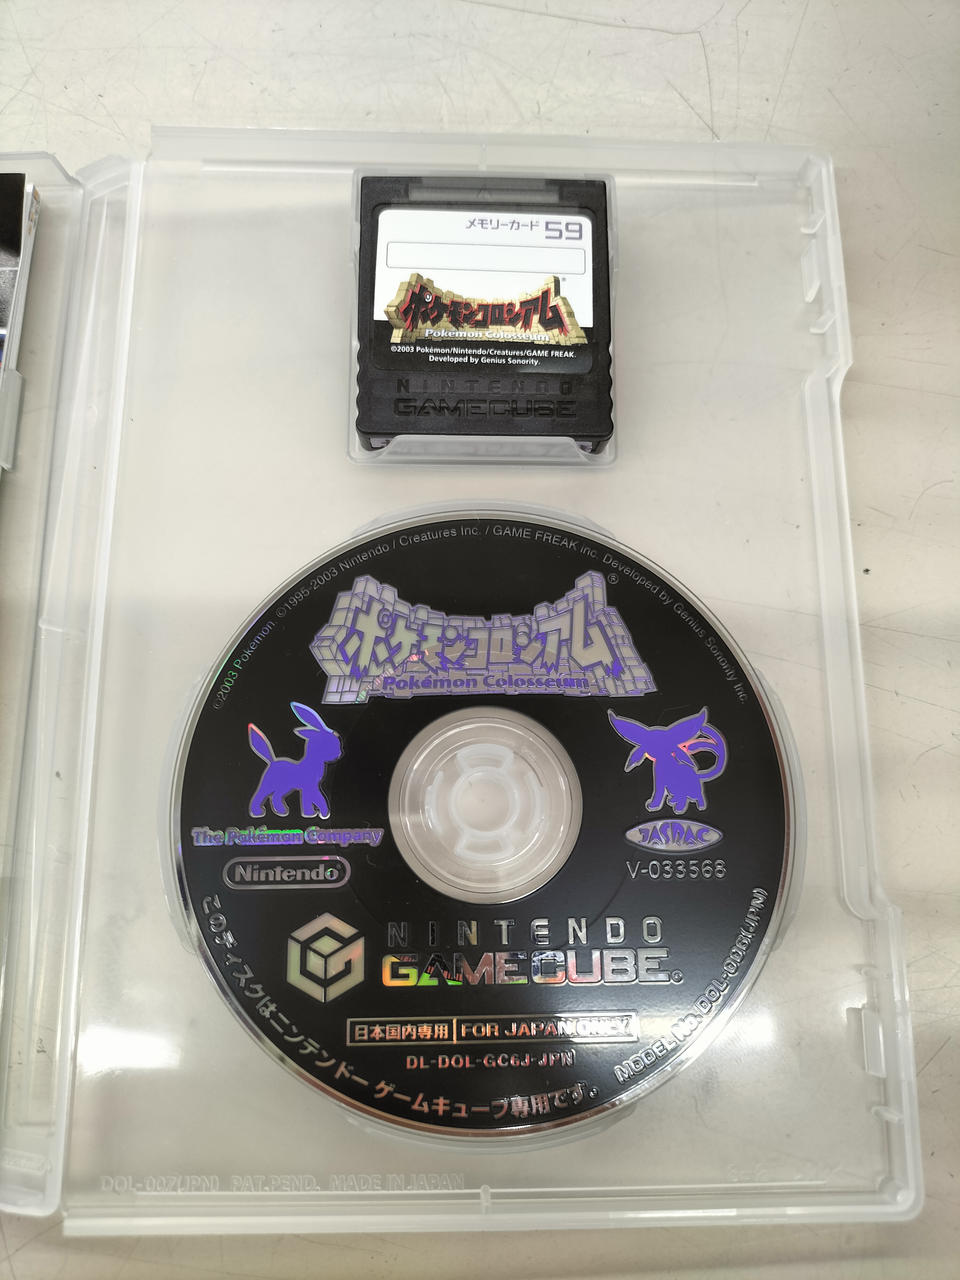 メモリーカード 59
ポケモンコロシアム
Pokémon Colosseum
©2003 Pokémon/Nintendo/Creatures/GAME FREAK.
Developed by Genius Sonority.
NINTENDO
GAMECUBE
©2003 Pokémon. ©1995-2003 Nintendo / Creatures Inc. / GAME FREAK inc. Developed by Genius Sonority Inc.
ポケモンコロシアム®
Pokémon Colosseum
The Pokémon Company
JASRAC
Nintendo®
V-033568
NINTENDO
GAMECUBE
日本国内専用 FOR JAPAN ONLY
DL-DOL-GC6J-JPN
このディスクはニンテンドー ゲームキューブ専用です。
MODEL NO. DOL-006(JPN)
DOL-007(JPN) PAT.PEND. MADE IN JAPAN